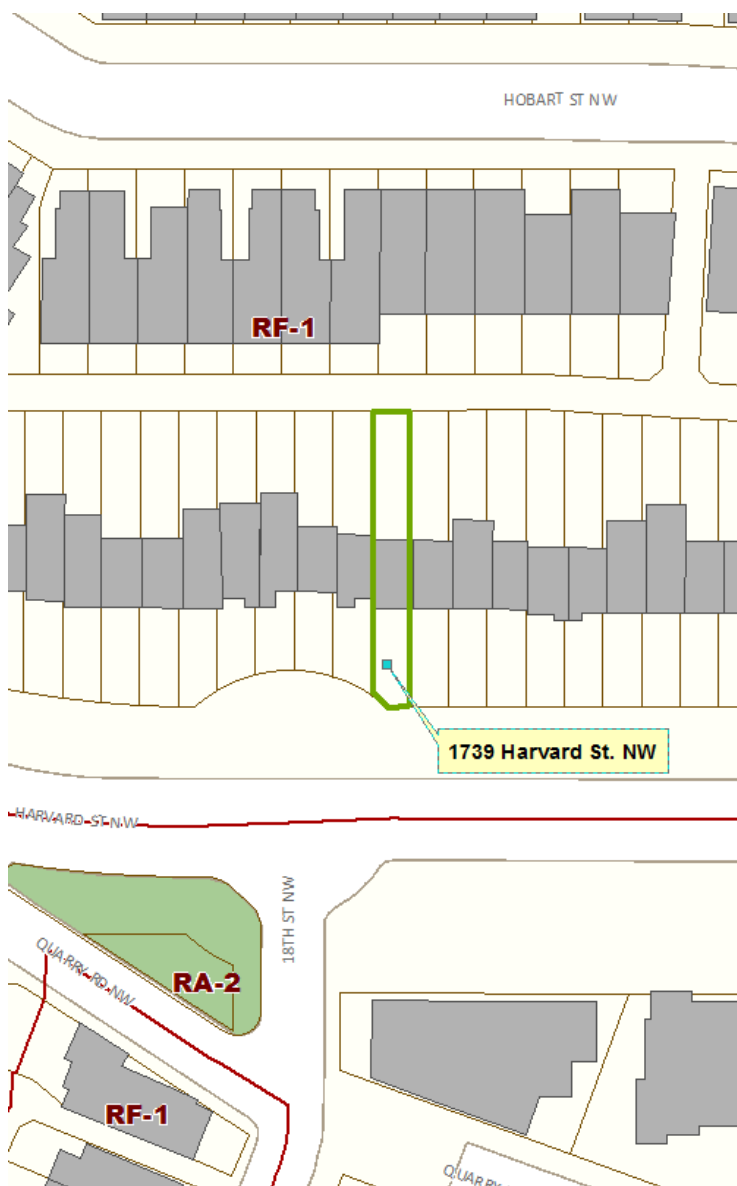 HOBART ST NW
RF-1
1739 Harvard St. NW
HARVARD ST NW
18TH ST NW
QUARRY RD NW
RA-2
RF-1
QUARRY